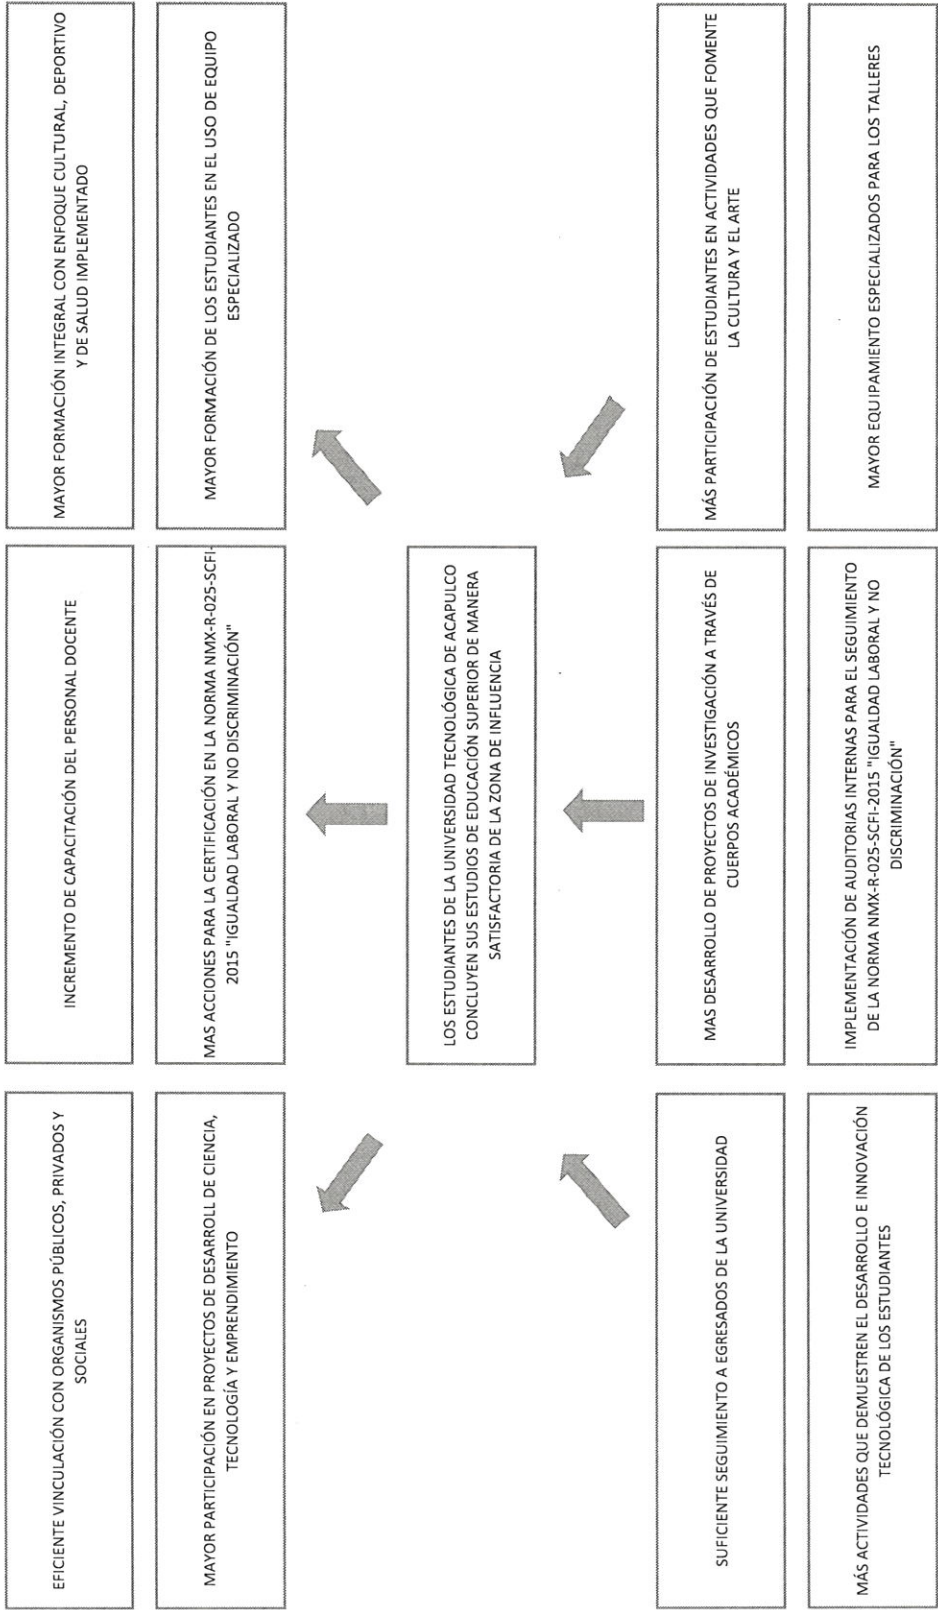 EFICIENTE VINCULACIÓN CON ORGANISMOS PÚBLICOS, PRIVADOS Y
SOCIALES
INCREMENTO DE CAPACITACIÓN DEL PERSONAL DOCENTE
MAYOR FORMACIÓN INTEGRAL CON ENFOQUE CULTURAL, DEPORTIVO
Y DE SALUD IMPLEMENTADO
MAYOR PARTICIPACIÓN EN PROYECTOS DE DESARROLL DE CIENCIA,
TECNOLOGÍA Y EMPRENDIMIENTO
MAS ACCIONES PARA LA CERTIFICACIÓN EN LA NORMA NMX-R-025-SCFI-
2015 "IGUALDAD LABORAL Y NO DISCRIMINACIÓN"
MAYOR FORMACIÓN DE LOS ESTUDIANTES EN EL USO DE EQUIPO
ESPECIALIZADO
LOS ESTUDIANTES DE LA UNIVERSIDAD TECNOLÓGICA DE ACAPULCO
CONCLUYEN SUS ESTUDIOS DE EDUCACIÓN SUPERIOR DE MANERA
SATISFACTORIA DE LA ZONA DE INFLUENCIA
SUFICIENTE SEGUIMIENTO A EGRESADOS DE LA UNIVERSIDAD
MAS DESARROLLO DE PROYECTOS DE INVESTIGACIÓN A TRAVÉS DE
CUERPOS ACADÉMICOS
MÁS PARTICIPACIÓN DE ESTUDIANTES EN ACTIVIDADES QUE FOMENTE
LA CULTURA Y EL ARTE
MÁS ACTIVIDADES QUE DEMUESTREN EL DESARROLLO E INNOVACIÓN
TECNOLÓGICA DE LOS ESTUDIANTES
IMPLEMENTACIÓN DE AUDITORIAS INTERNAS PARA EL SEGUIMIENTO
DE LA NORMA NMX-R-025-SCFI-2015 "IGUALDAD LABORAL Y NO
DISCRIMINACIÓN"
MAYOR EQUIPAMIENTO ESPECIALIZADOS PARA LOS TALLERES